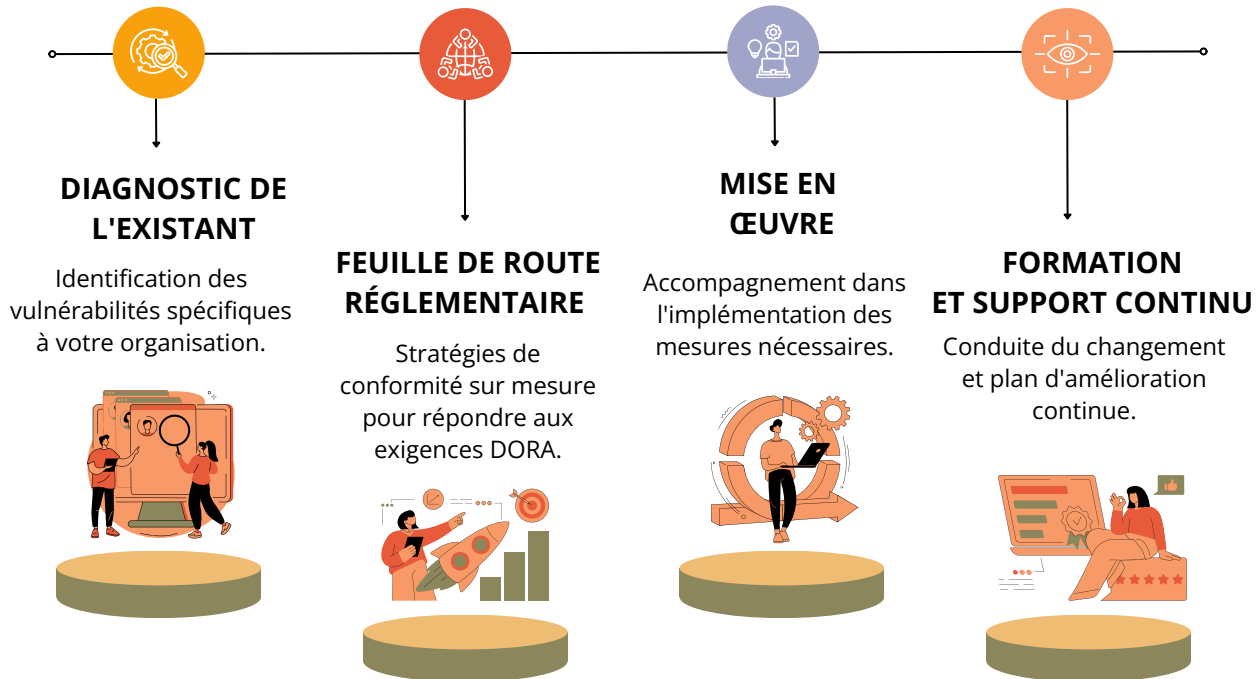 DIAGNOSTIC DE
L'EXISTANT
Identification des
vulnérabilités spécifiques
à votre organisation.
FEUILLE DE ROUTE
RÉGLEMENTAIRE
Stratégies de
conformité sur mesure
pour répondre aux
exigences DORA.
MISE EN
ŒUVRE
Accompagnement dans
l'implémentation des
mesures nécessaires.
FORMATION
ET SUPPORT CONTINU
Conduite du changement
et plan d'amélioration
continue.